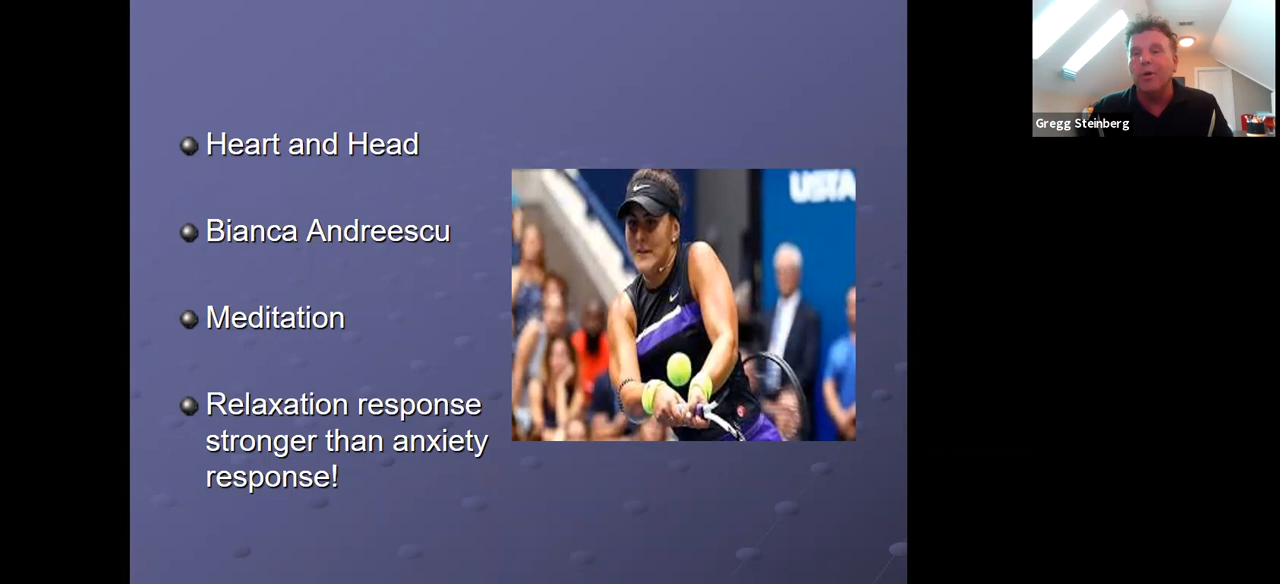 Heart and Head
Bianca Andreescu
Meditation
Relaxation response
stronger than anxiety
response!
USTA
Gregg Steinberg